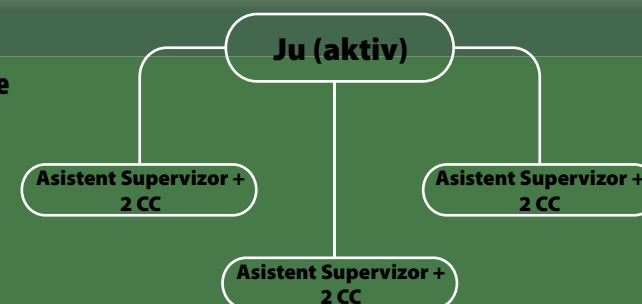 Ju (aktiv)
e
Asistent Supervizor +
2 CC
Asistent Supervizor +
2 CC
Asistent Supervizor +
2 CC